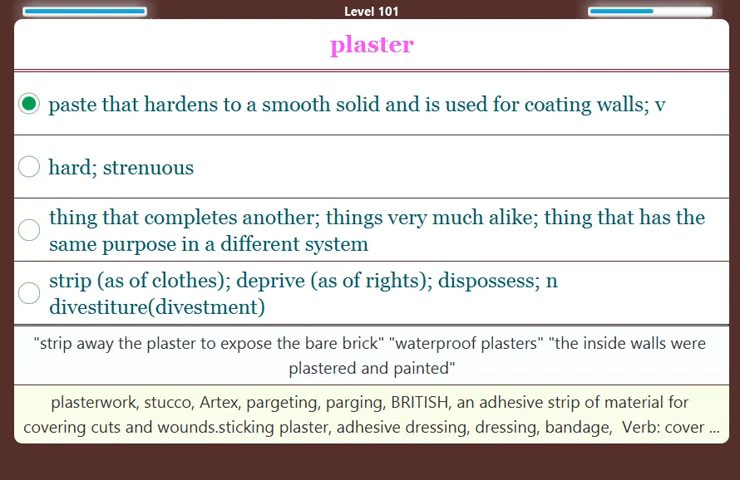 Level 101
plaster
paste that hardens to a smooth solid and is used for coating walls; v
hard; strenuous
thing that completes another; things very much alike; thing that has the
same purpose in a different system
strip (as of clothes); deprive (as of rights); dispossess; n
divestiture(divestment)
"strip away the plaster to expose the bare brick" "waterproof plasters" "the inside walls were
plastered and painted"
plasterwork, stucco, Artex, pargeting, parging, BRITISH, an adhesive strip of material for
covering cuts and wounds.sticking plaster, adhesive dressing, dressing, bandage,  Verb: cover ...